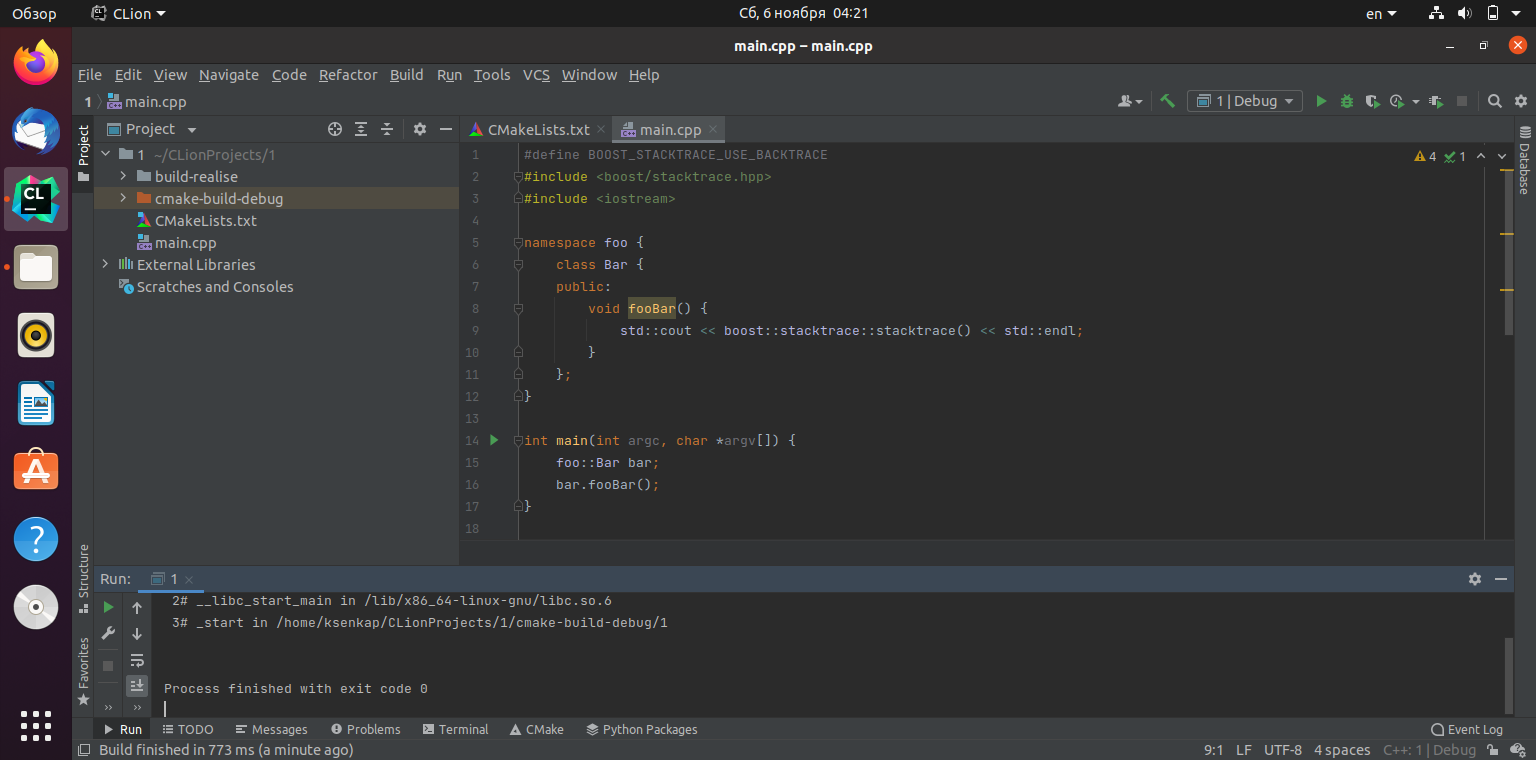 Обзор CLion Сб, 6 ноября 04:21 en
main.cpp – main.cpp
File Edit View Navigate Code Refactor Build Run Tools VCS Window Help
1 main.cpp 1 | Debug
Project CMakeLists.txt main.cpp
Project
1 ~/CLionProjects/1
build-realise
cmake-build-debug
CMakeLists.txt
main.cpp
External Libraries
Scratches and Consoles
4 1
Database
1 #define BOOST_STACKTRACE_USE_BACKTRACE
2 #include <boost/stacktrace.hpp>
3 #include <iostream>
4
5 namespace foo {
6 class Bar {
7 public:
8 void fooBar() {
9 std::cout << boost::stacktrace::stacktrace() << std::endl;
10 }
11 };
12 }
13
14 int main(int argc, char *argv[]) {
15 foo::Bar bar;
16 bar.fooBar();
17 }
18
Structure
Favorites
Run: 1
2# __libc_start_main in /lib/x86_64-linux-gnu/libc.so.6
3# _start in /home/ksenkap/CLionProjects/1/cmake-build-debug/1
Process finished with exit code 0
Run TODO Messages Problems Terminal CMake Python Packages Event Log
Build finished in 773 ms (a minute ago) 9:1 LF UTF-8 4 spaces C++: 1 | Debug